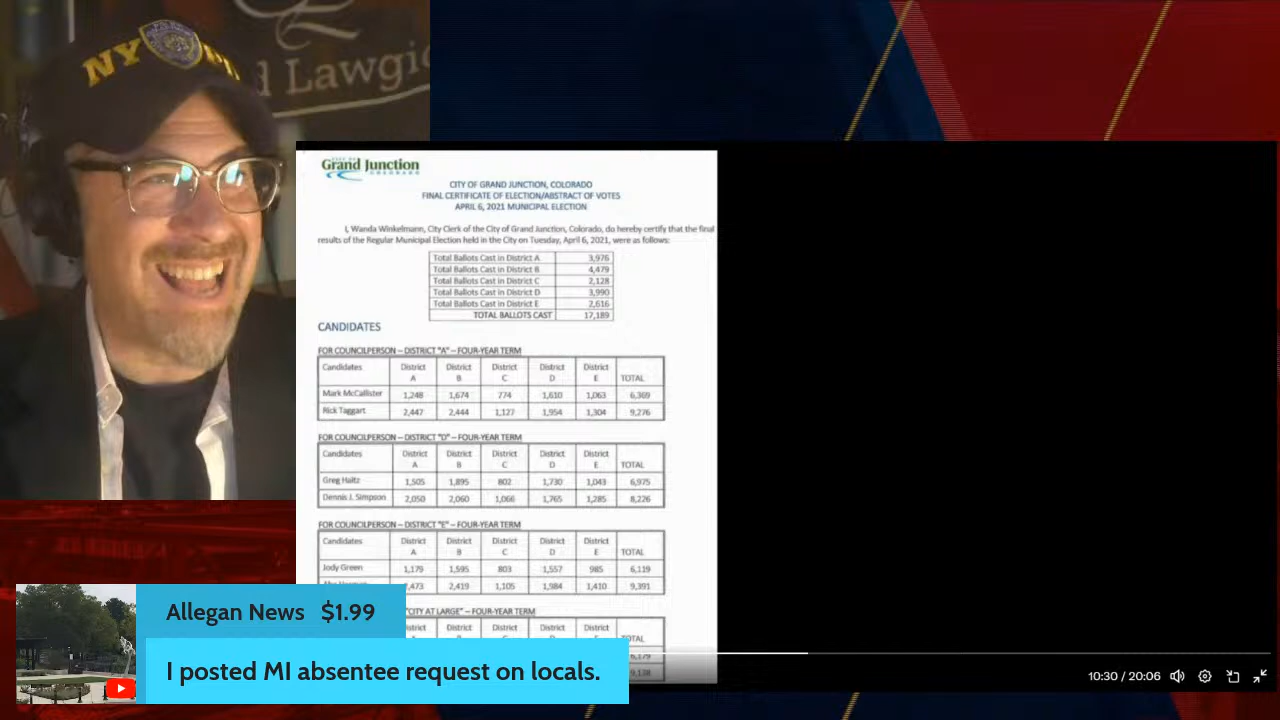 NYPD
d Lawgi
CITY OF
Grand Junction
COLORADO
CITY OF GRAND JUNCTION, COLORADO
FINAL CERTIFICATE OF ELECTION/ABSTRACT OF VOTES
APRIL 6, 2021 MUNICIPAL ELECTION
I, Wanda Winkelmann, City Clerk of the City of Grand Junction, Colorado, do hereby certify that the final
results of the Regular Municipal Election held in the City on Tuesday, April 6, 2021, were as follows:
Total Ballots Cast in District A 3,976
Total Ballots Cast in District B 4,479
Total Ballots Cast in District C 2,128
Total Ballots Cast in District D 3,990
Total Ballots Cast in District E 2,616
TOTAL BALLOTS CAST 17,189
CANDIDATES
FOR COUNCILPERSON – DISTRICT "A" – FOUR-YEAR TERM
Candidates District District District District District
A B C D E TOTAL
Mark McCallister 1,248 1,674 774 1,610 1,063 6,369
Rick Taggart 2,447 2,444 1,127 1,954 1,304 9,276
FOR COUNCILPERSON – DISTRICT "D" – FOUR-YEAR TERM
Candidates District District District District District
A B C D E TOTAL
Greg Haitz 1,505 1,895 802 1,730 1,043 6,975
Dennis J. Simpson 2,050 2,060 1,066 1,765 1,285 8,226
FOR COUNCILPERSON – DISTRICT "E" – FOUR-YEAR TERM
Candidates District District District District District
A B C D E TOTAL
Jody Green 1,179 1,595 803 1,557 985 6,119
,473 2,419 1,105 1,984 1,410 9,391
"CITY AT LARGE" – FOUR-YEAR TERM
istrict District District District District
OTAL
6,179
9,138
Allegan News $1.99
I posted MI absentee request on locals.
10:30 / 20:06